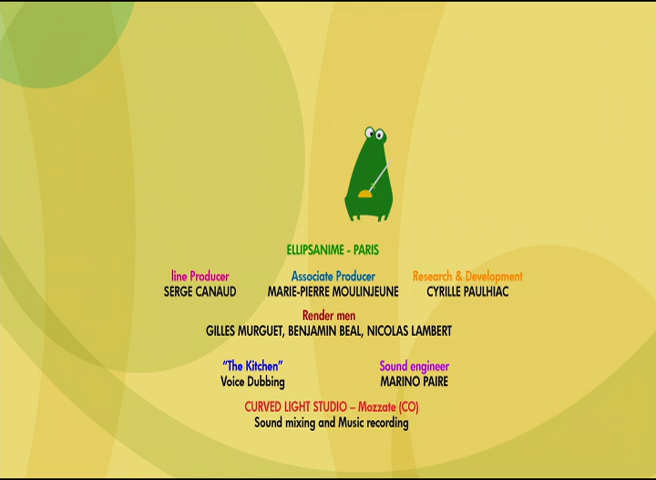 ELLIPSANIME - PARIS
line Producer Associate Producer Research & Development
SERGE CANAUD MARIE-PIERRE MOULINJEUNE CYRILLE PAULHIAC
Render men
GILLES MURGUET, BENJAMIN BEAL, NICOLAS LAMBERT
"The Kitchen" Sound engineer
Voice Dubbing MARINO PAIRE
CURVED LIGHT STUDIO – Mozzate (CO)
Sound mixing and Music recording